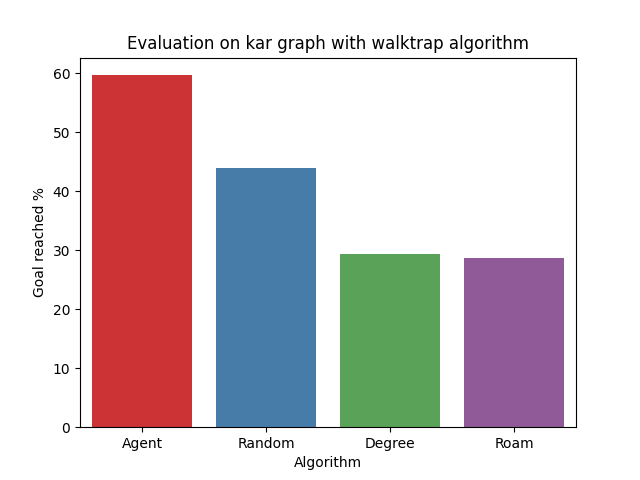 Evaluation on kar graph with walktrap algorithm
Goal reached %
60
50
40
30
20
10
0
Agent Random Degree Roam
Algorithm